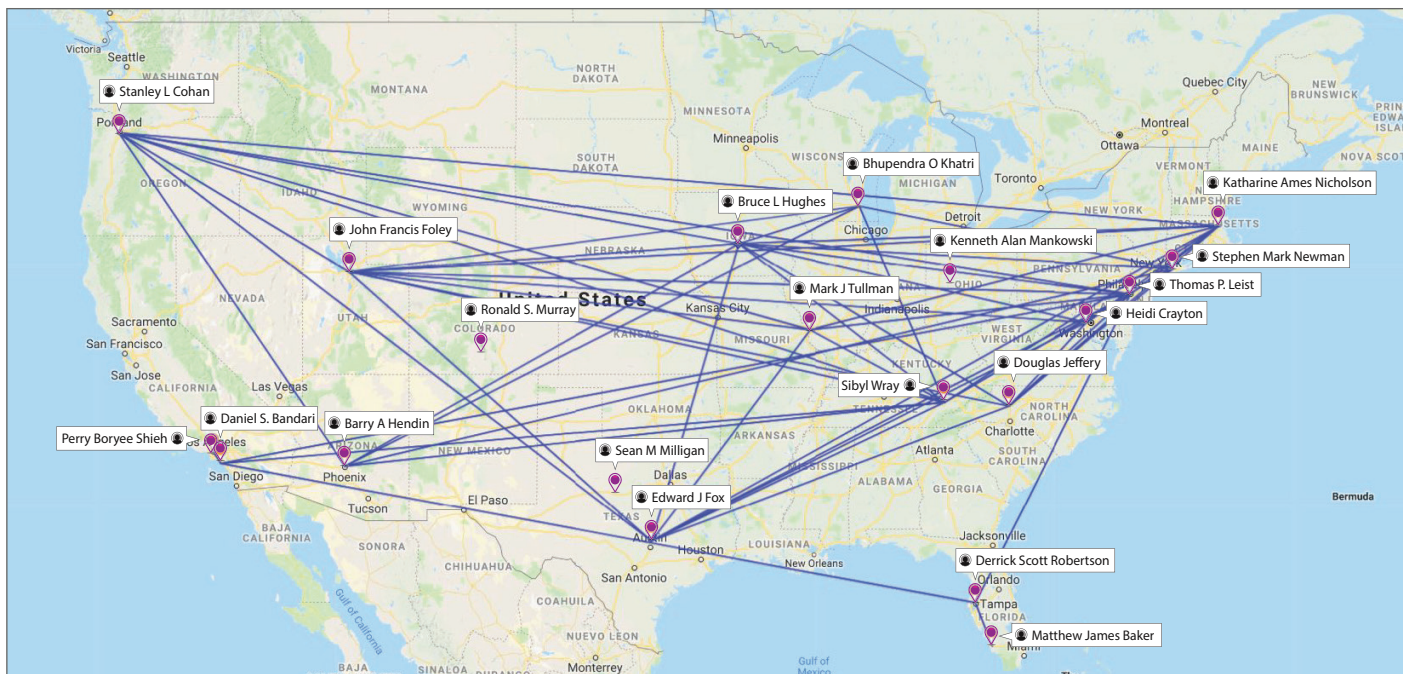 Victoria
Seattle
WASHINGTON
NORTH
DAKOTA
MONTANA
Quebec City
NEW
BRUNSWICK
Stanley L Cohan
MINNESOTA
Montreal
Ottawa
MAINE
NOVA SCOT
Portland
Minneapolis
SOUTH
DAKOTA
WISCONS
Bhupendra O Khatri
VERMONT
OREGON
IDAHO
MICHIGAN
Toronto
Katharine Ames Nicholson
NEW
HAMPSHIRE
WYOMING
Bruce L Hughes
NEW YORK
MASSACHUSETTS
John Francis Foley
IOWA
Chicago
Detroit
Kenneth Alan Mankowski
NEBRASKA
Stephen Mark Newman
PENNSYLVANIA
New York
OHIO
Mark J Tullman
Thomas P. Leist
NEVADA
United States
Indianapolis
Ronald S. Murray
Kansas City
Heidi Crayton
Sacramento
UTAH
COLORADO
WEST
VIRGINIA
Washington
San Francisco
KANSAS
MISSOURI
San Jose
KENTUCKY
Douglas Jeffery
CALIFORNIA
Las Vegas
Sibyl Wray
OKLAHOMA
TENNESSEE
NORTH
CAROLINA
Daniel S. Bandari
Barry A Hendin
Charlotte
Perry Boryee Shieh
Los Angeles
ARIZONA
NEW MEXICO
ARKANSAS
SOUTH
CAROLINA
Sean M Milligan
Atlanta
San Diego
Phoenix
Dallas
MISSISSIPPI
ALABAMA
GEORGIA
Tucson
El Paso
Edward J Fox
Bermuda
TEXAS
BAJA
CALIFORNIA
Austin
Jacksonville
SONORA
Houston
LOUISIANA
New Orleans
Derrick Scott Robertson
CHIHUAHUA
San Antonio
Orlando
Gulf of
California
COAHUILA
Tampa
FLORIDA
NUEVO LEON
Matthew James Baker
Miami
BAJA
SINALOA
DURANGO
Monterrey
Gulf of
Mexico